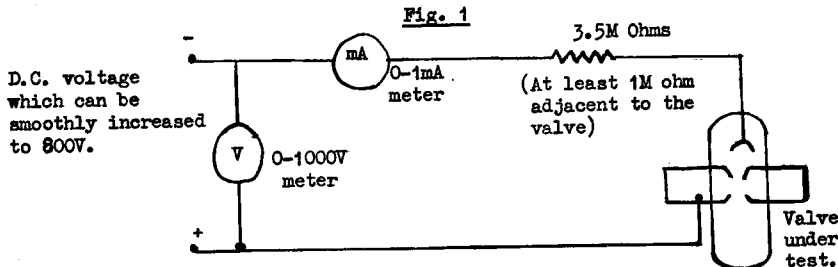 Fig. 1
3.5M Ohms
-
mA
0-1mA
meter
D.C. voltage
which can be
smoothly increased
to 800V.
(At least 1M ohm
adjacent to the
valve)
V
0-1000V
meter
+
Valve
under
test.